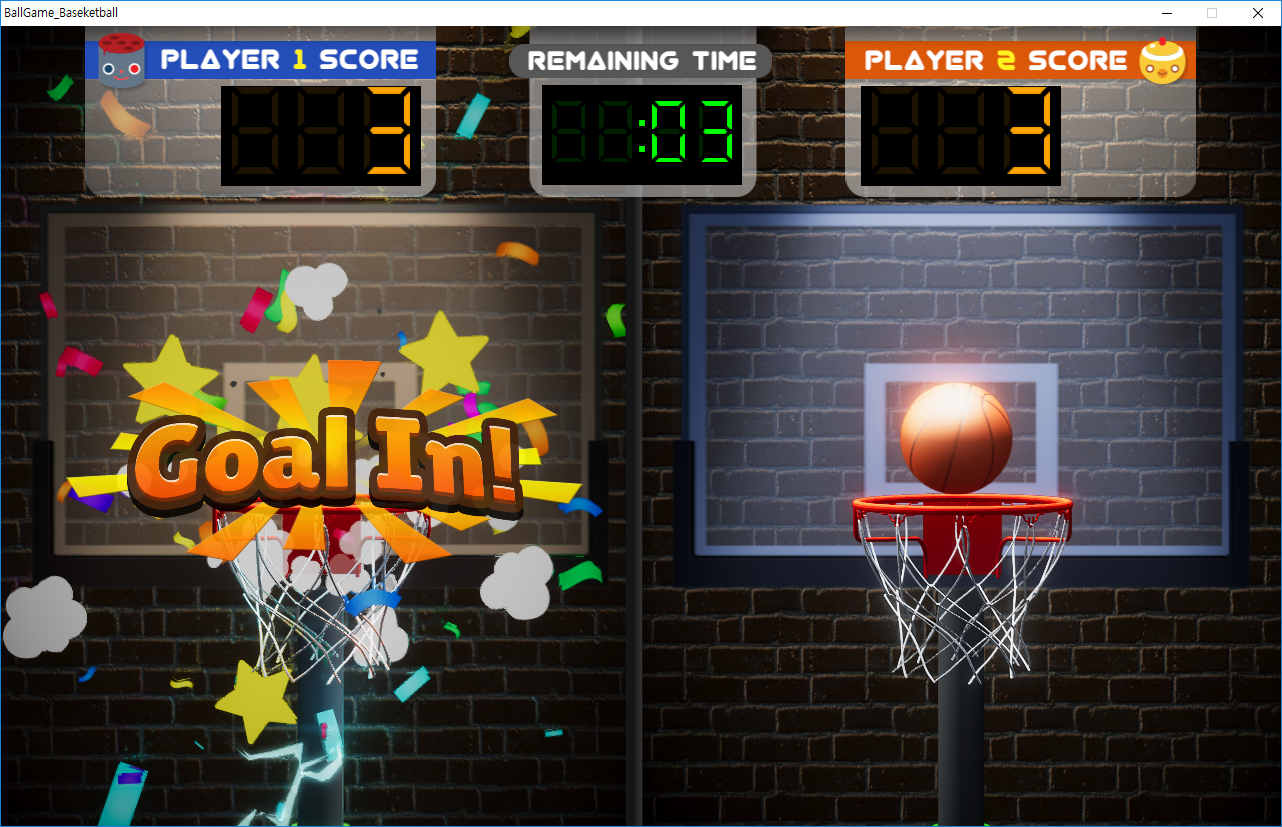 BallGame_Baseketball
PLAYER 1 SCORE
REMAINING TIME
PLAYER 2 SCORE
3
:03
3
Goal In!